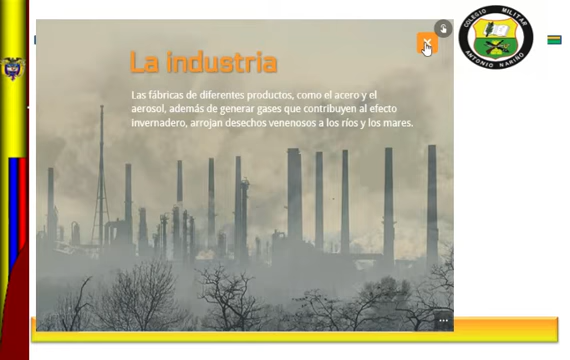 La industria
Las fábricas de diferentes productos, como el acero y el
aerosol, además de generar gases que contribuyen al efecto
invernadero, arrojan desechos venenosos a los ríos y los mares.
COLEGIO MILITAR
ANTONIO NARIÑO